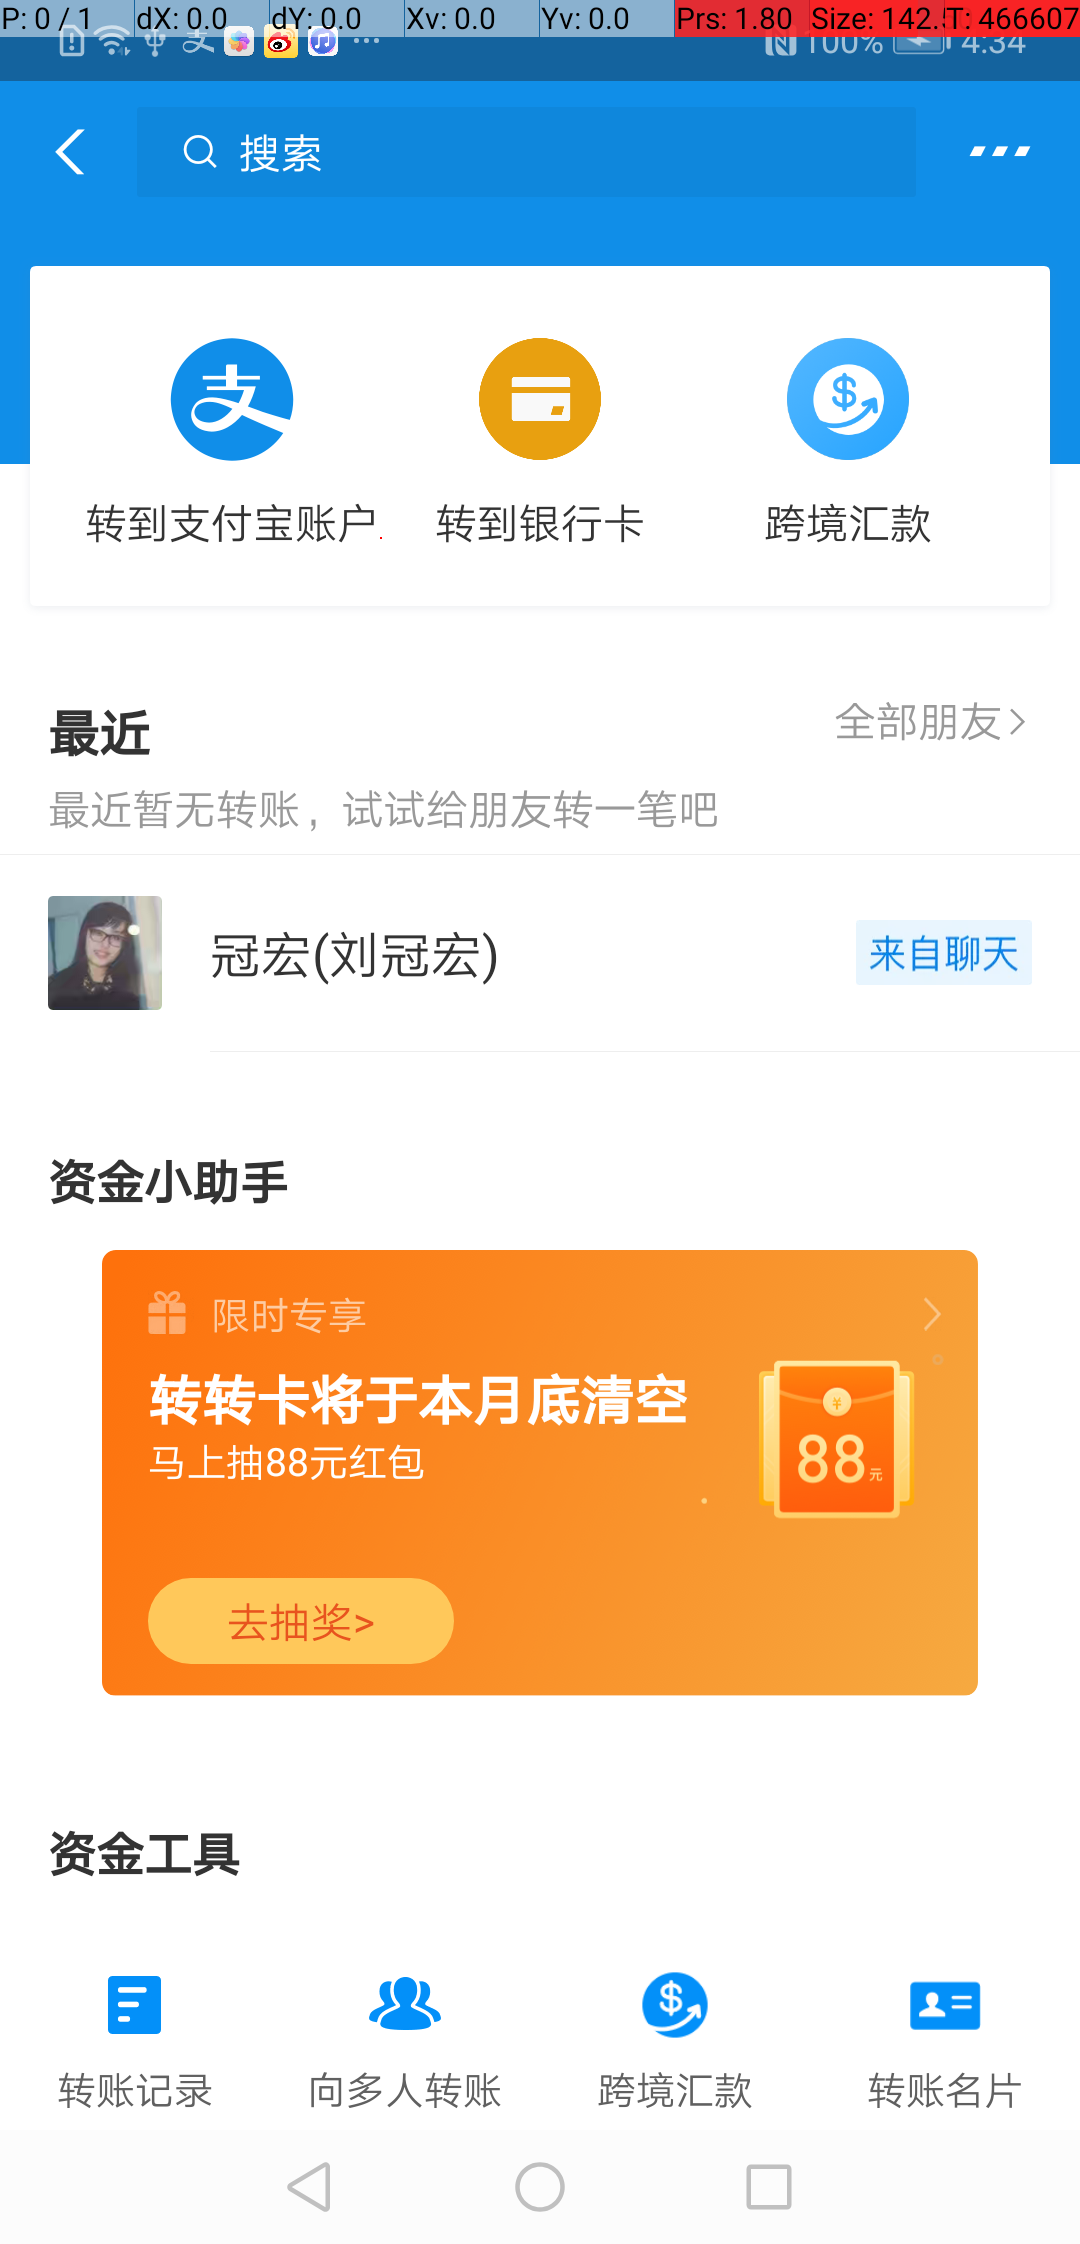 P: 0 / 1
dX: 0.0
dY: 0.0
Xv: 0.0
Yv: 0.0
Prs: 1.80
Size: 142.
T: 466607
100%
4:34
搜索
转到支付宝账户
转到银行卡
跨境汇款
最近
全部朋友
最近暂无转账，试试给朋友转一笔吧
冠宏(刘冠宏)
来自聊天
资金小助手
限时专享
转转卡将于本月底清空
马上抽88元红包
88元
去抽奖>
资金工具
转账记录
向多人转账
跨境汇款
转账名片